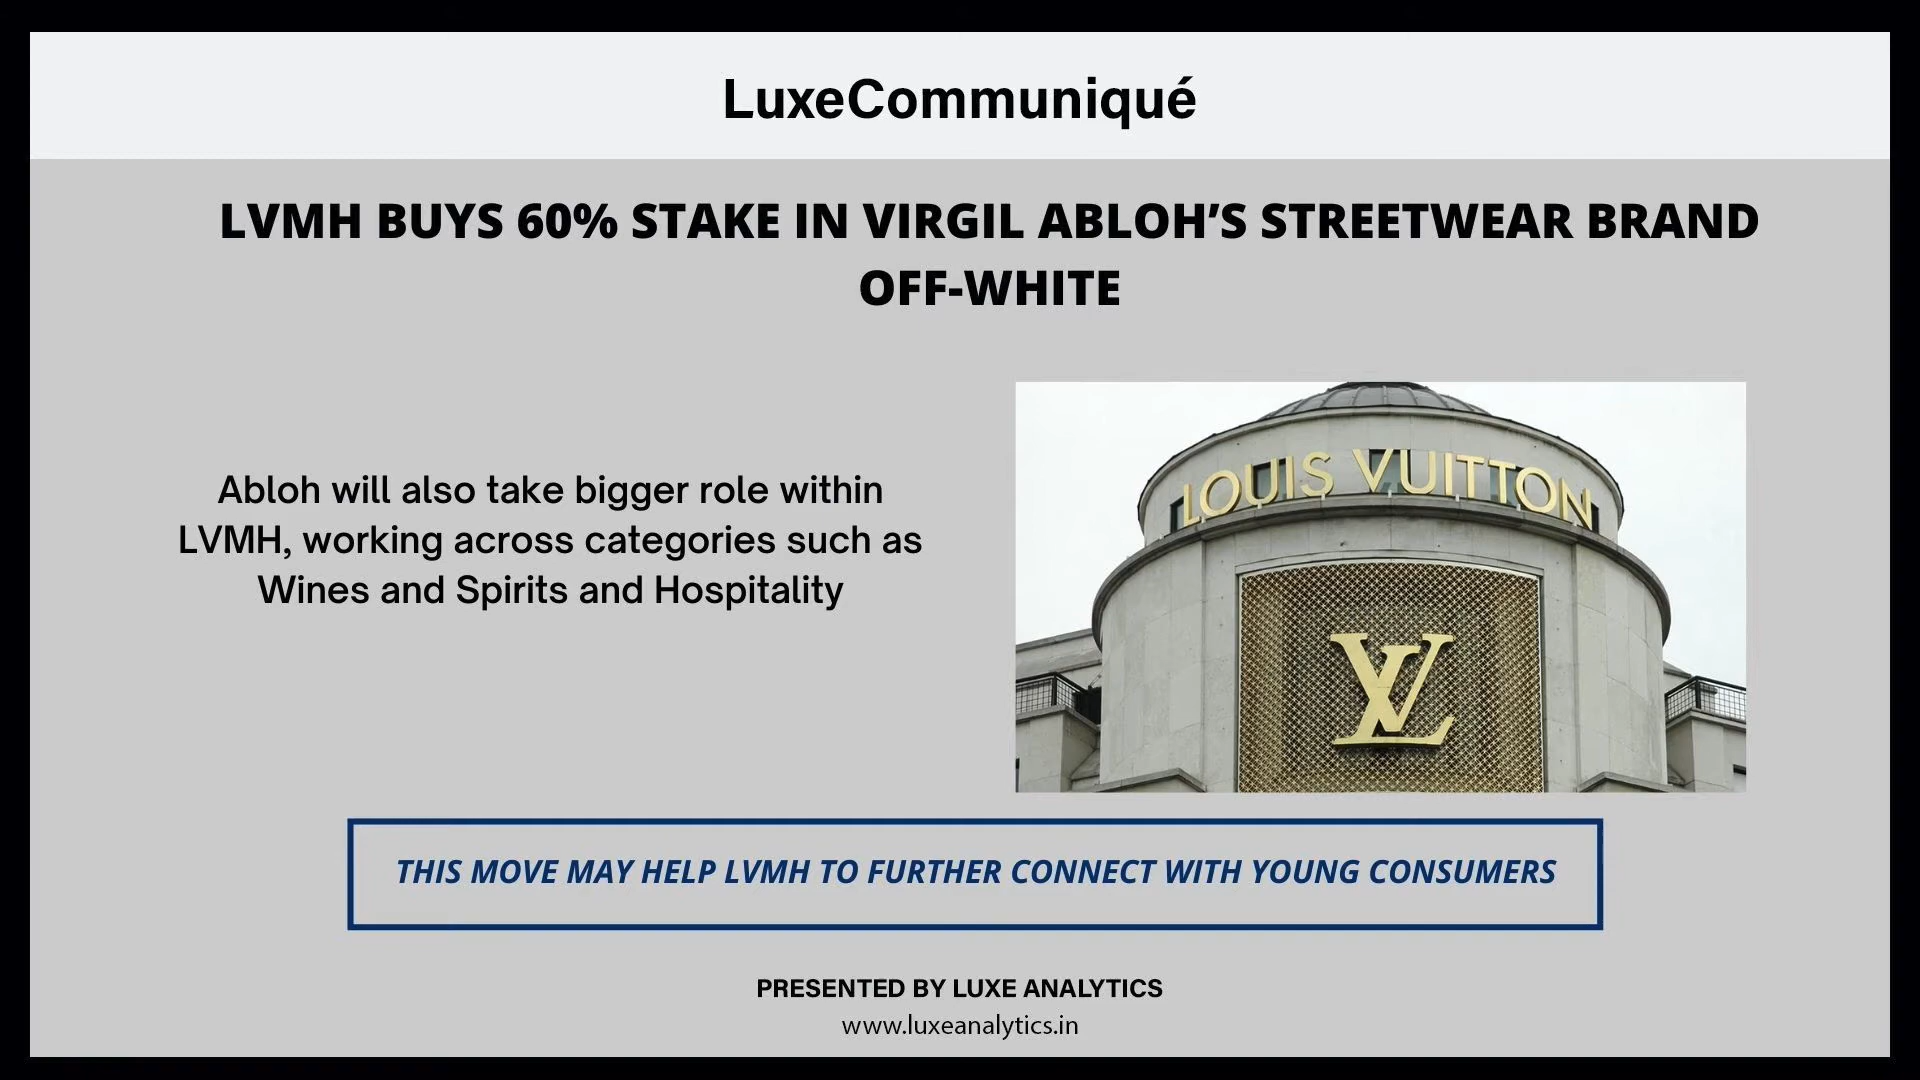 LuxeCommuniqué
LVMH BUYS 60% STAKE IN VIRGIL ABLOH’S STREETWEAR BRAND
OFF-WHITE
Abloh will also take bigger role within
LVMH, working across categories such as
Wines and Spirits and Hospitality
LOUIS VUITTON
LV
THIS MOVE MAY HELP LVMH TO FURTHER CONNECT WITH YOUNG CONSUMERS
PRESENTED BY LUXE ANALYTICS
www.luxeanalytics.in